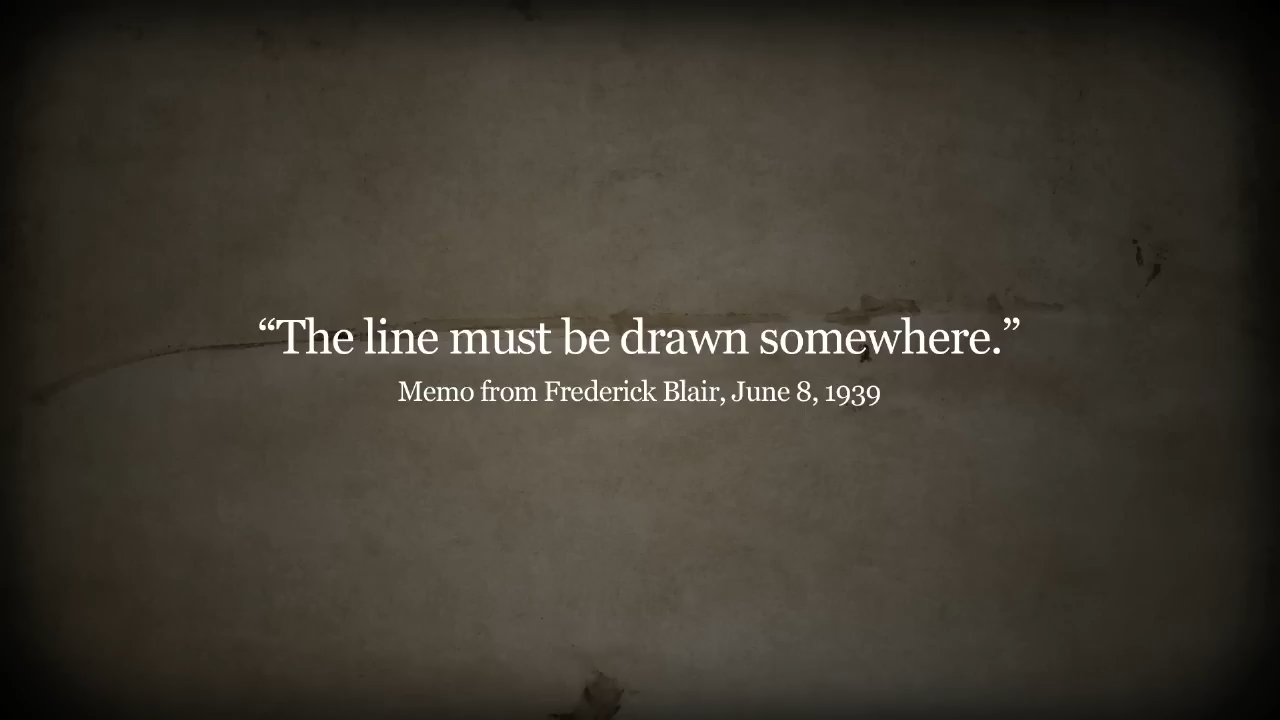 “The line must be drawn somewhere.”
Memo from Frederick Blair, June 8, 1939